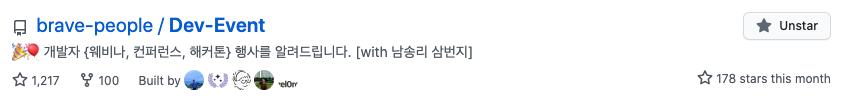 brave-people / Dev-Event
Unstar
🎉🎈 개발자 {웨비나, 컨퍼런스, 해커톤} 행사를 알려드립니다. [with 남송리 삼번지]
1,217 100 Built by velorr 178 stars this month